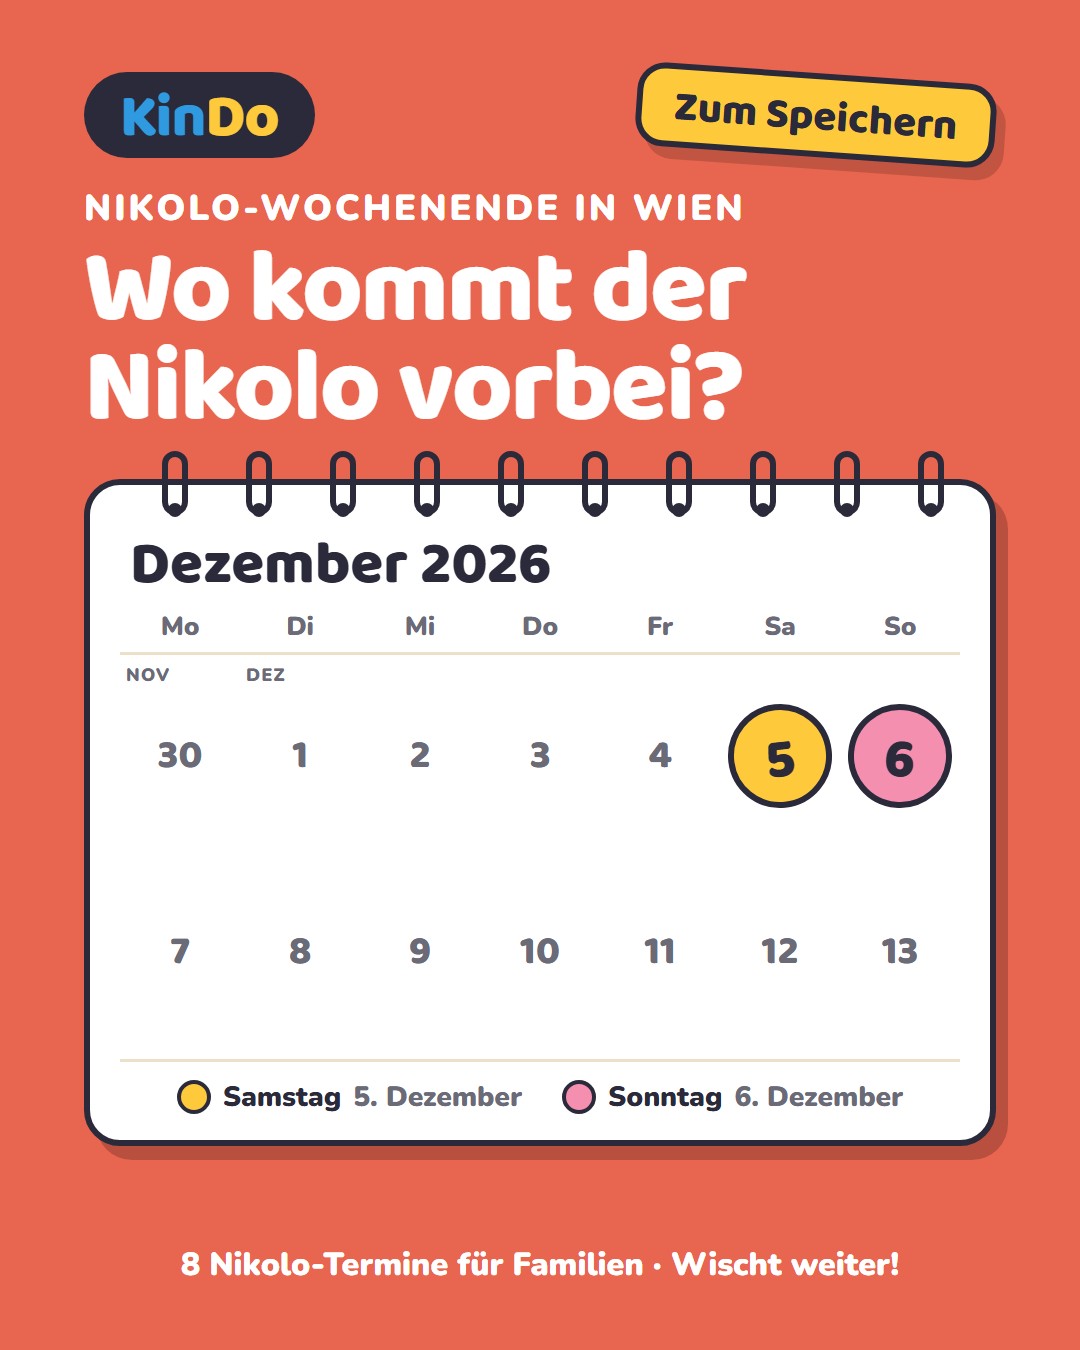 KinDo
Zum Speichern
NIKOLO-WOCHENENDE IN WIEN
Wo kommt der
Nikolo vorbei?
Dezember 2026
Mo Di Mi Do Fr Sa So
NOV DEZ
30 1 2 3 4 5 6
7 8 9 10 11 12 13
Samstag 5. Dezember Sonntag 6. Dezember
8 Nikolo-Termine für Familien · Wischt weiter!